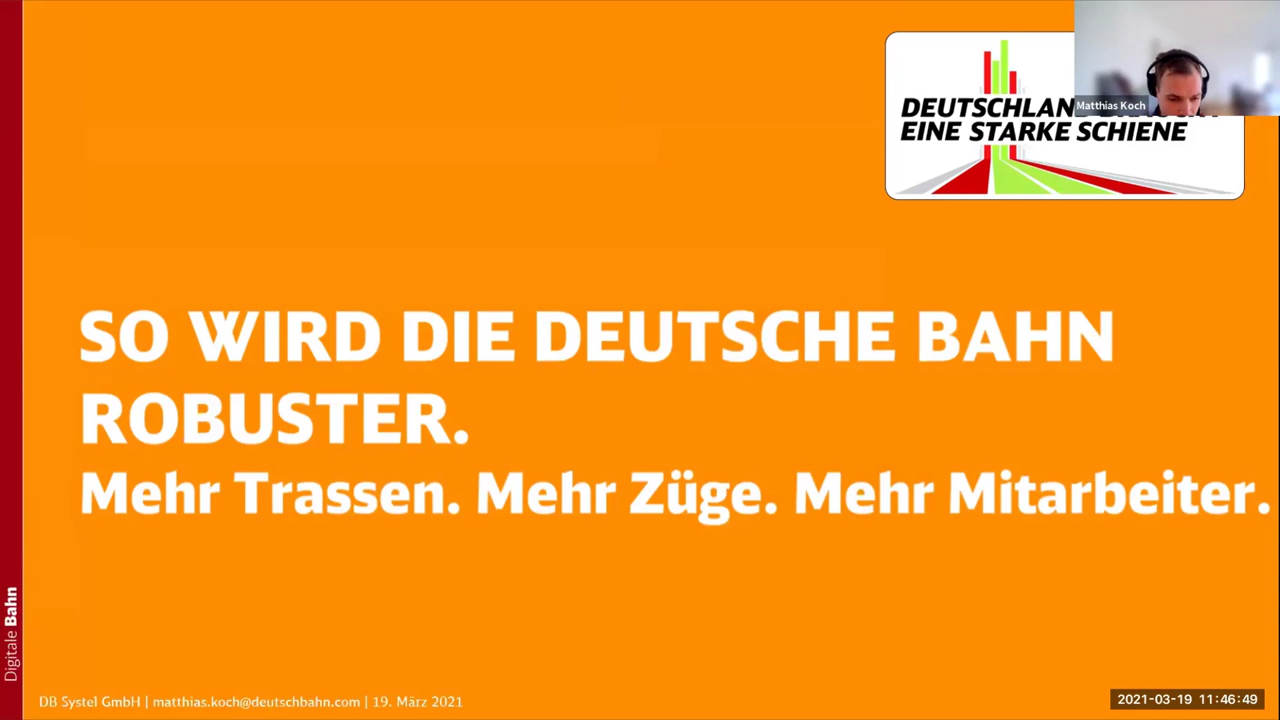 DEUTSCHLAN
EINE STARKE SCHIENE
Matthias Koch
SO WIRD DIE DEUTSCHE BAHN
ROBUSTER.
Mehr Trassen. Mehr Züge. Mehr Mitarbeiter.
Digitale Bahn
DB Systel GmbH | matthias.koch@deutschbahn.com | 19. März 2021
2021-03-19 11:46:49